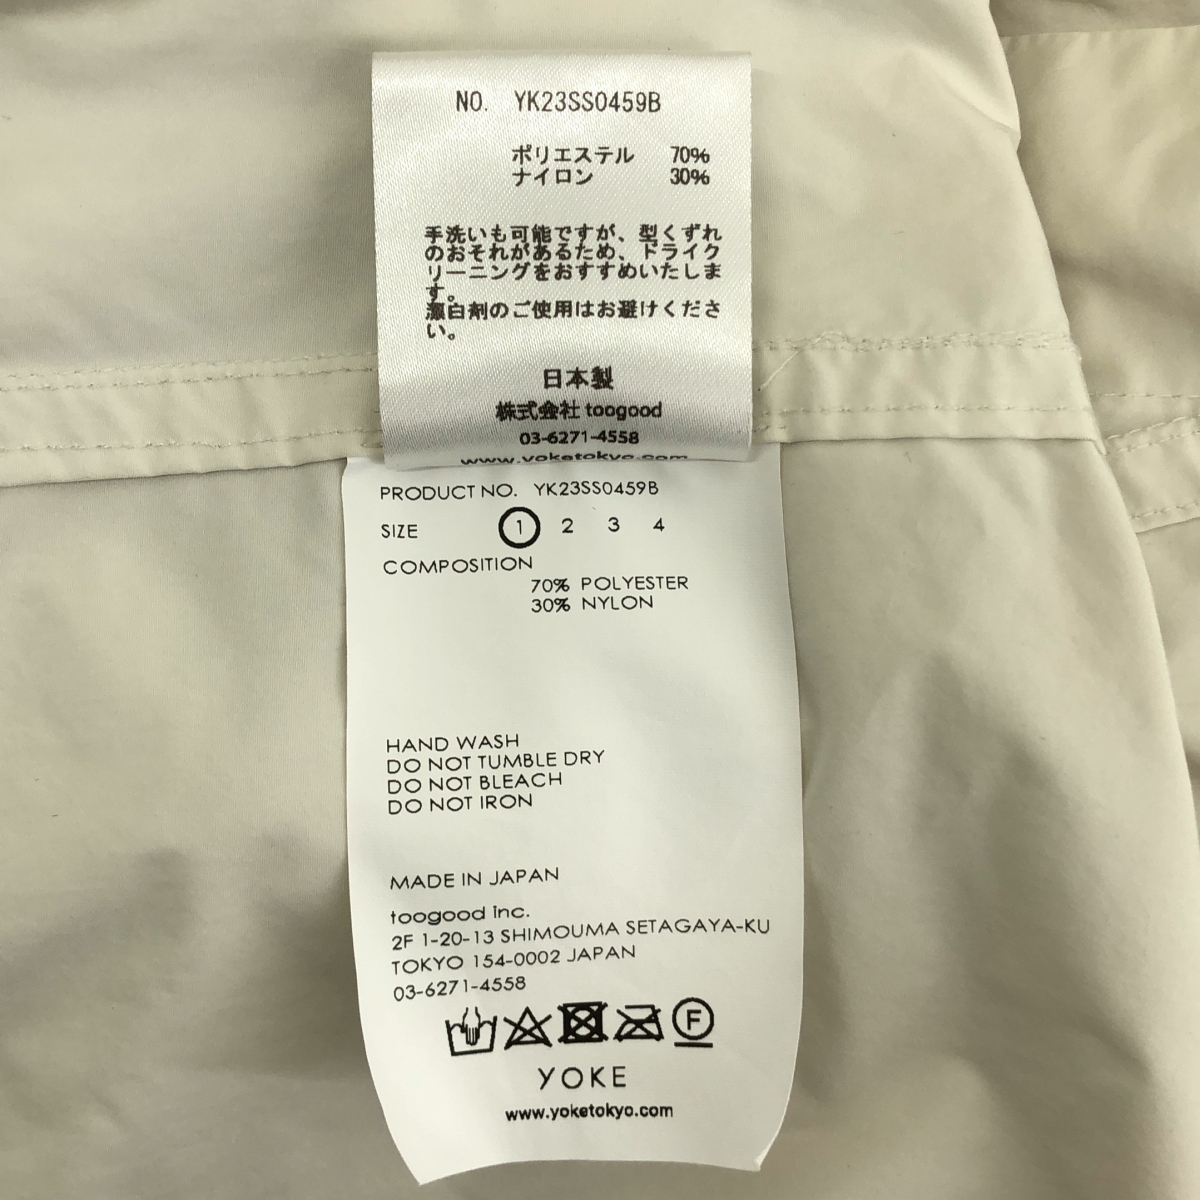 NO. YK23SS0459B
ポリエステル 70%
ナイロン 30%
手洗いも可能ですが、型くずれ
のおそれがあるため、ドライク
リーニングをおすすめいたしま
す。
漂白剤のご使用はお避けくださ
い。
日本製
株式会社 toogood
03-6271-4558
www.yoketokyo.com
PRODUCT NO. YK23SS0459B
SIZE 1 2 3 4
COMPOSITION
70% POLYESTER
30% NYLON
HAND WASH
DO NOT TUMBLE DRY
DO NOT BLEACH
DO NOT IRON
MADE IN JAPAN
toogood inc.
2F 1-20-13 SHIMOUMA SETAGAYA-KU
TOKYO 154-0002 JAPAN
03-6271-4558
F
YOKE
www.yoketokyo.com